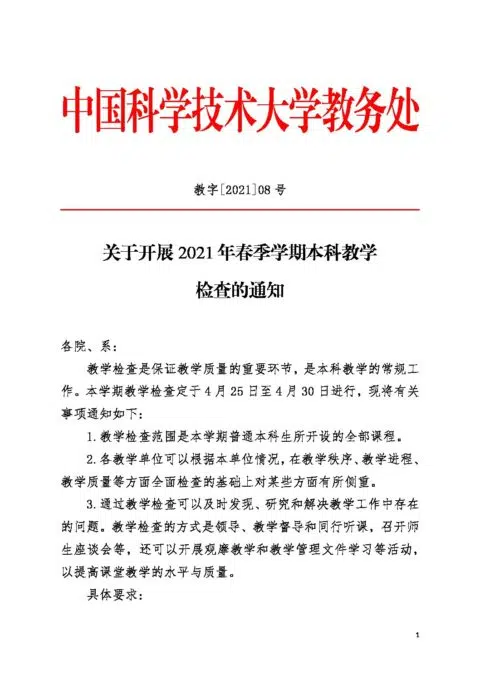 中国科学技术大学教务处
教字[2021]08 号
关于开展 2021 年春季学期本科教学
检查的通知
各院、系：
教学检查是保证教学质量的重要环节，是本科教学的常规工
作。本学期教学检查定于 4 月 25 日至 4 月 30 日进行，现将有关
事项通知如下：
1.教学检查范围是本学期普通本科生所开设的全部课程。
2.各教学单位可以根据本单位情况，在教学秩序、教学进程、
教学质量等方面全面检查的基础上对某些方面有所侧重。
3.通过教学检查可以及时发现、研究和解决教学工作中存在
的问题。教学检查的方式是领导、教学督导和同行听课，召开师
生座谈会等，还可以开展观摩教学和教学管理文件学习等活动，
以提高课堂教学的水平与质量。
具体要求：
1